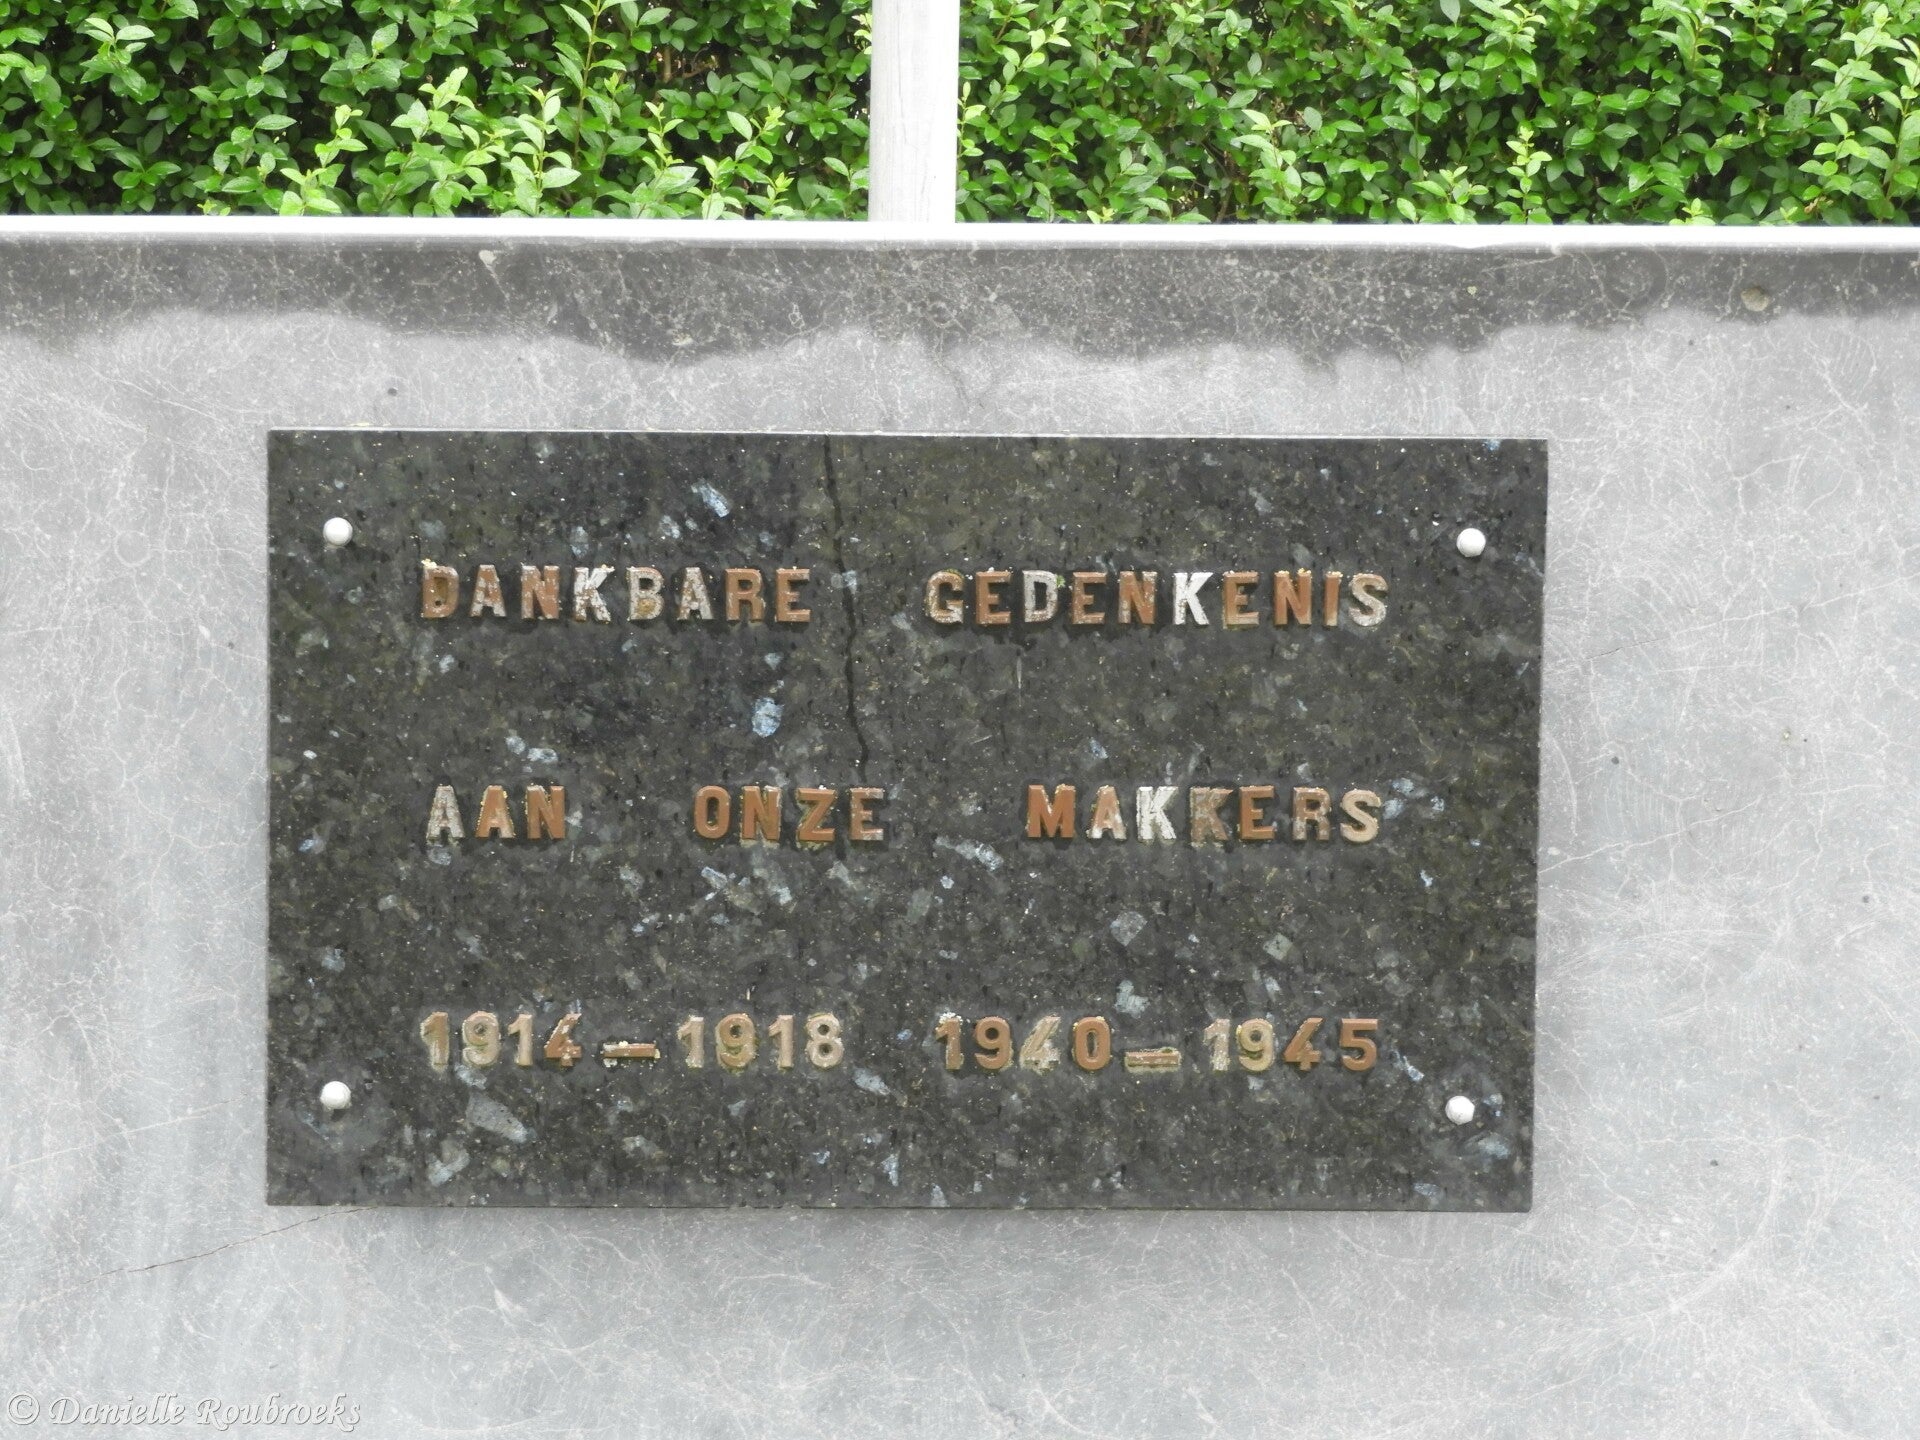 DANKBARE GEDENKENIS
AAN ONZE MAKKERS
1914–1918 1940–1945
© Danielle Roubroeks